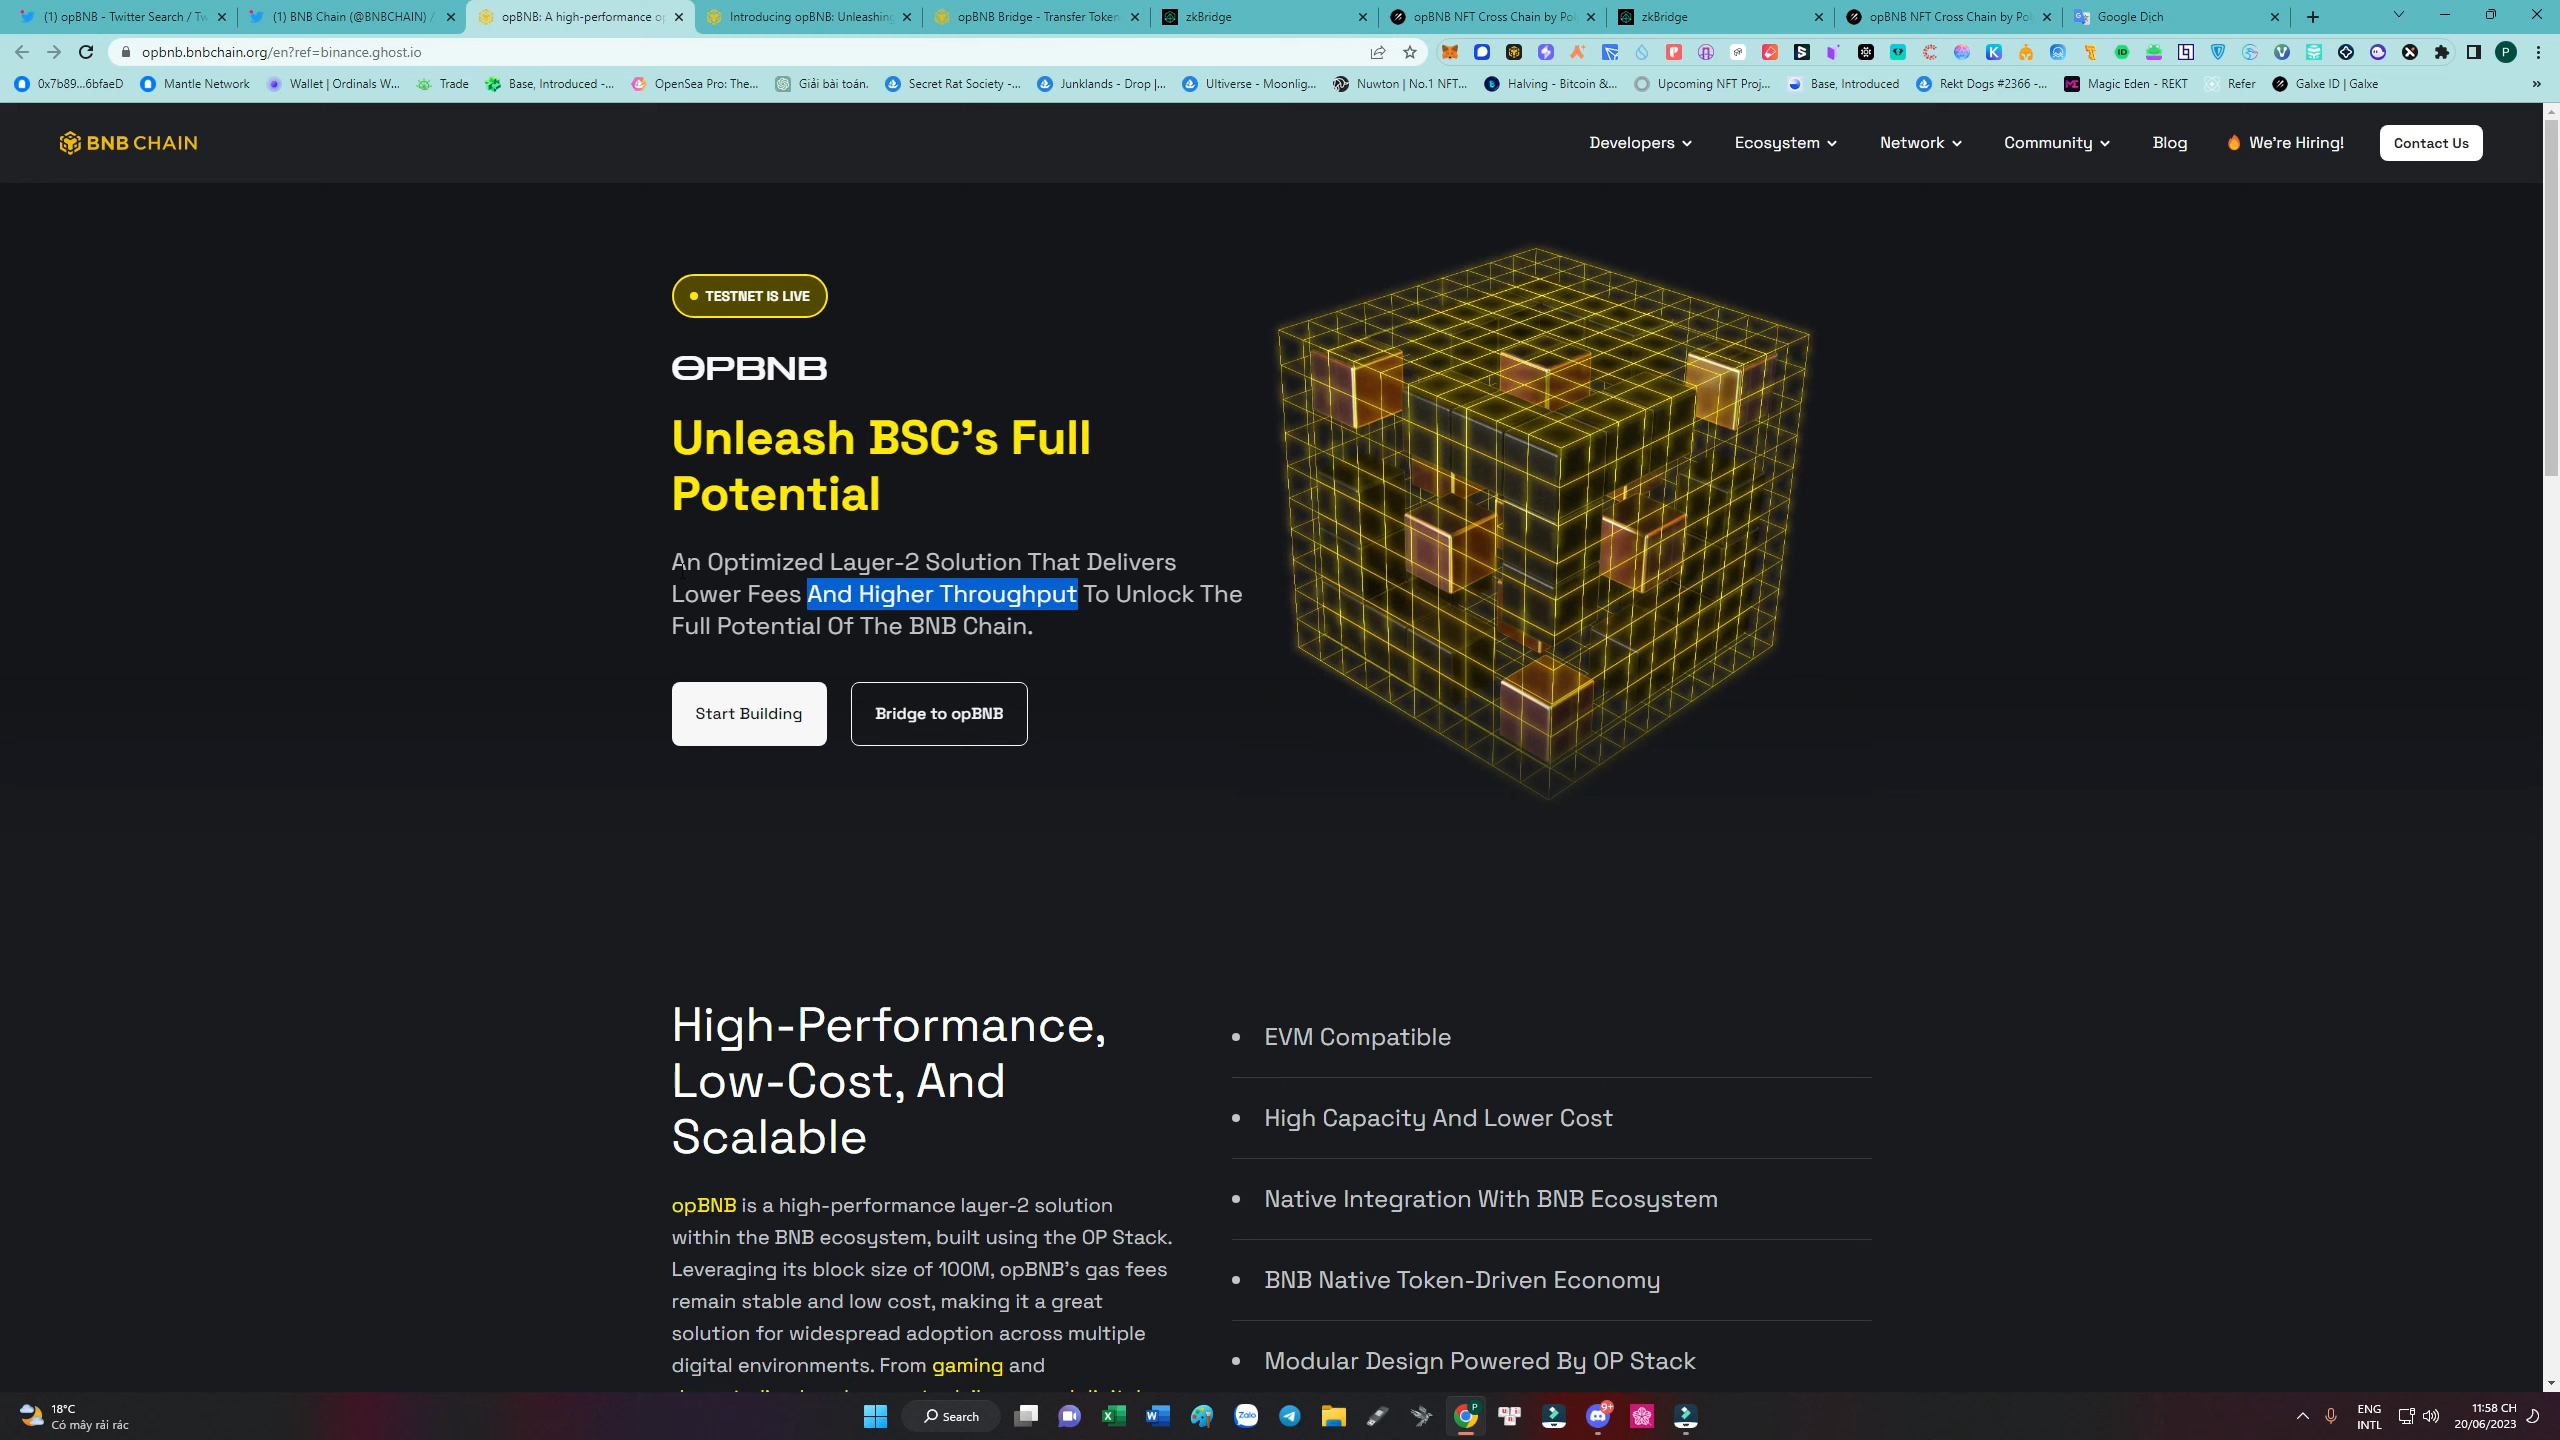 (1) opBNB - Twitter Search / Tw
(1) BNB Chain (@BNBCHAIN) /
opBNB: A high-performance op
Introducing opBNB: Unleashing
opBNB Bridge - Transfer Token
zkBridge
opBNB NFT Cross Chain by Pol
zkBridge
opBNB NFT Cross Chain by Pol
Google Dịch
opbnb.bnbchain.org/en?ref=binance.ghost.io
0x7b89...6bfaeD
Mantle Network
Wallet | Ordinals W...
Trade
Base, Introduced -...
OpenSea Pro: The...
Giải bài toán.
Secret Rat Society -...
Junklands - Drop |...
Ultiverse - Moonlig...
Nuwton | No.1 NFT...
Halving - Bitcoin &...
Upcoming NFT Proj...
Base, Introduced
Rekt Dogs #2366 -...
Magic Eden - REKT
Refer
Galxe ID | Galxe
BNB CHAIN
Developers
Ecosystem
Network
Community
Blog
We're Hiring!
Contact Us
TESTNET IS LIVE
OPBNB
Unleash BSC's Full
Potential
An Optimized Layer-2 Solution That Delivers
Lower Fees And Higher Throughput To Unlock The
Full Potential Of The BNB Chain.
Start Building
Bridge to opBNB
High-Performance,
Low-Cost, And
Scalable
opBNB is a high-performance layer-2 solution
within the BNB ecosystem, built using the OP Stack.
Leveraging its block size of 100M, opBNB's gas fees
remain stable and low cost, making it a great
solution for widespread adoption across multiple
digital environments. From gaming and
EVM Compatible
High Capacity And Lower Cost
Native Integration With BNB Ecosystem
BNB Native Token-Driven Economy
Modular Design Powered By OP Stack
18°C
Có mây rải rác
Search
Zalo
9+
ENG
INTL
11:58 CH
20/06/2023